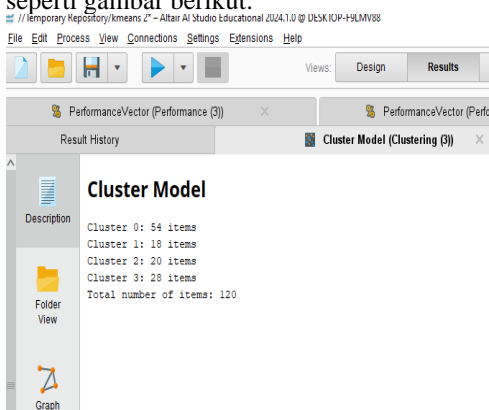 seperti gambar berikut.
// Temporary Repository/kmeans 2* – Altair AI Studio Educational 2024.1.0 @ DESKTOP-F9LMV88
File Edit Process View Connections Settings Extensions Help
Views: Design Results
PerformanceVector (Performance (3)) PerformanceVector (Perfo
Result History Cluster Model (Clustering (3))
Cluster Model
Description
Cluster 0: 54 items
Cluster 1: 18 items
Cluster 2: 20 items
Cluster 3: 28 items
Total number of items: 120
Folder
View
Graph